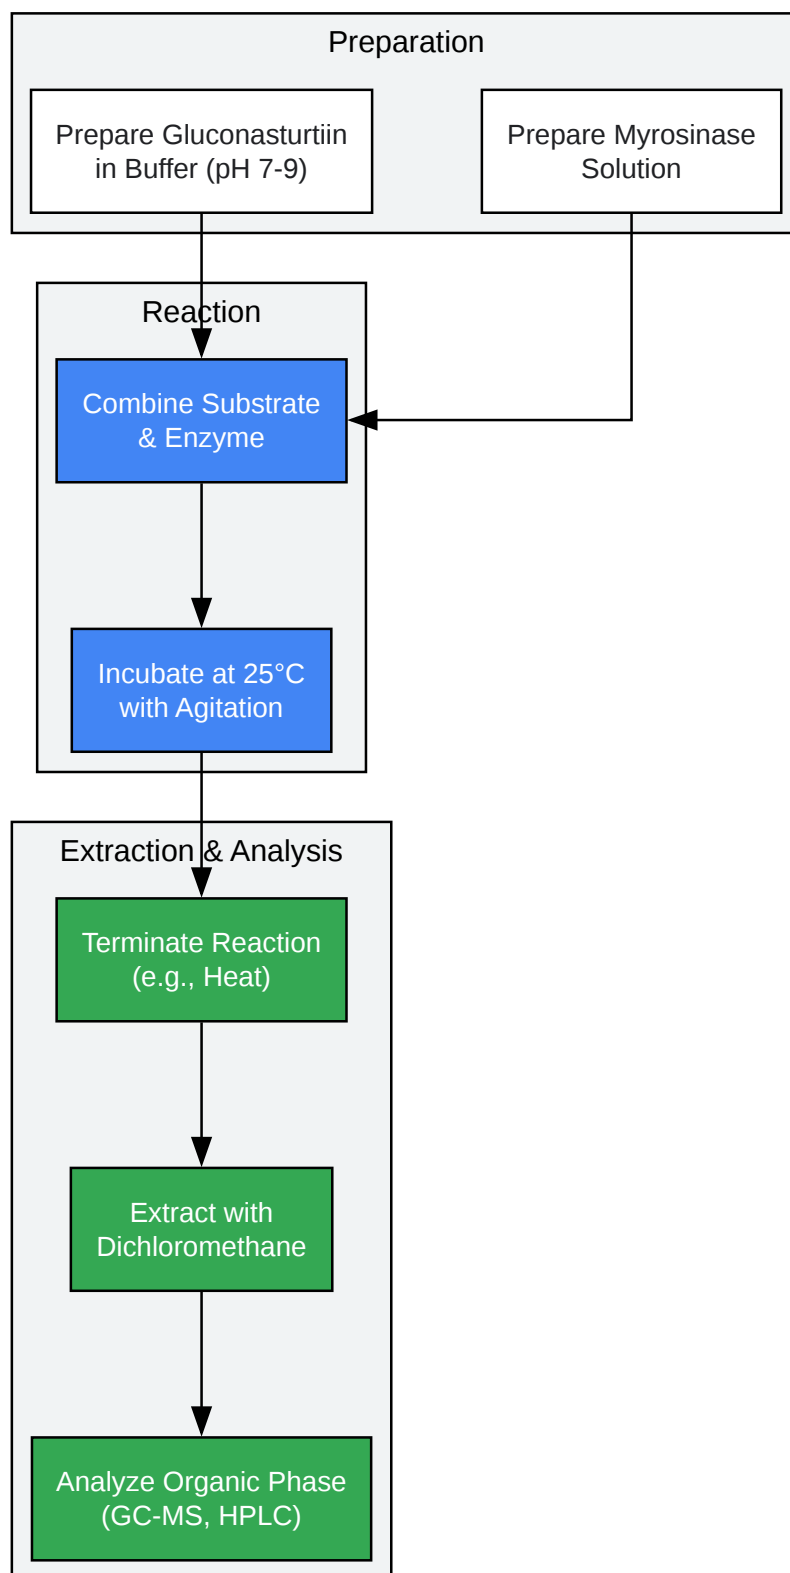 Preparation
Prepare Gluconasturtiin
in Buffer (pH 7-9)
Prepare Myrosinase
Solution
Reaction
Combine Substrate
& Enzyme
Incubate at 25°C
with Agitation
Extraction & Analysis
Terminate Reaction
(e.g., Heat)
Extract with
Dichloromethane
Analyze Organic Phase
(GC-MS, HPLC)